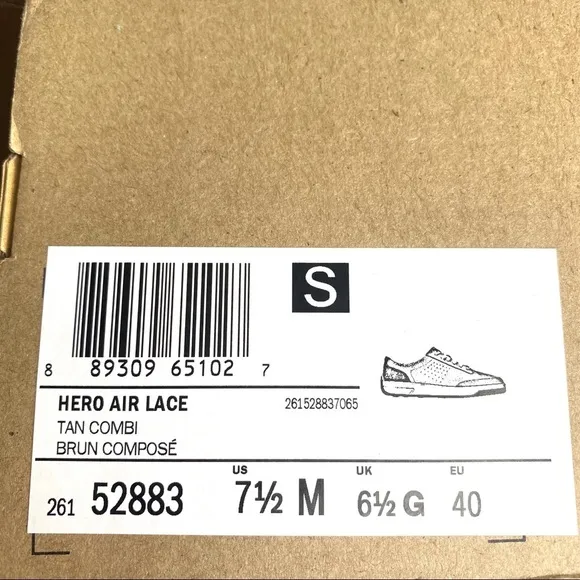 S
8 89309 65102 7
HERO AIR LACE 261528837065
TAN COMBI
BRUN COMPOSÉ
US UK EU
261 52883 7½ M 6½ G 40